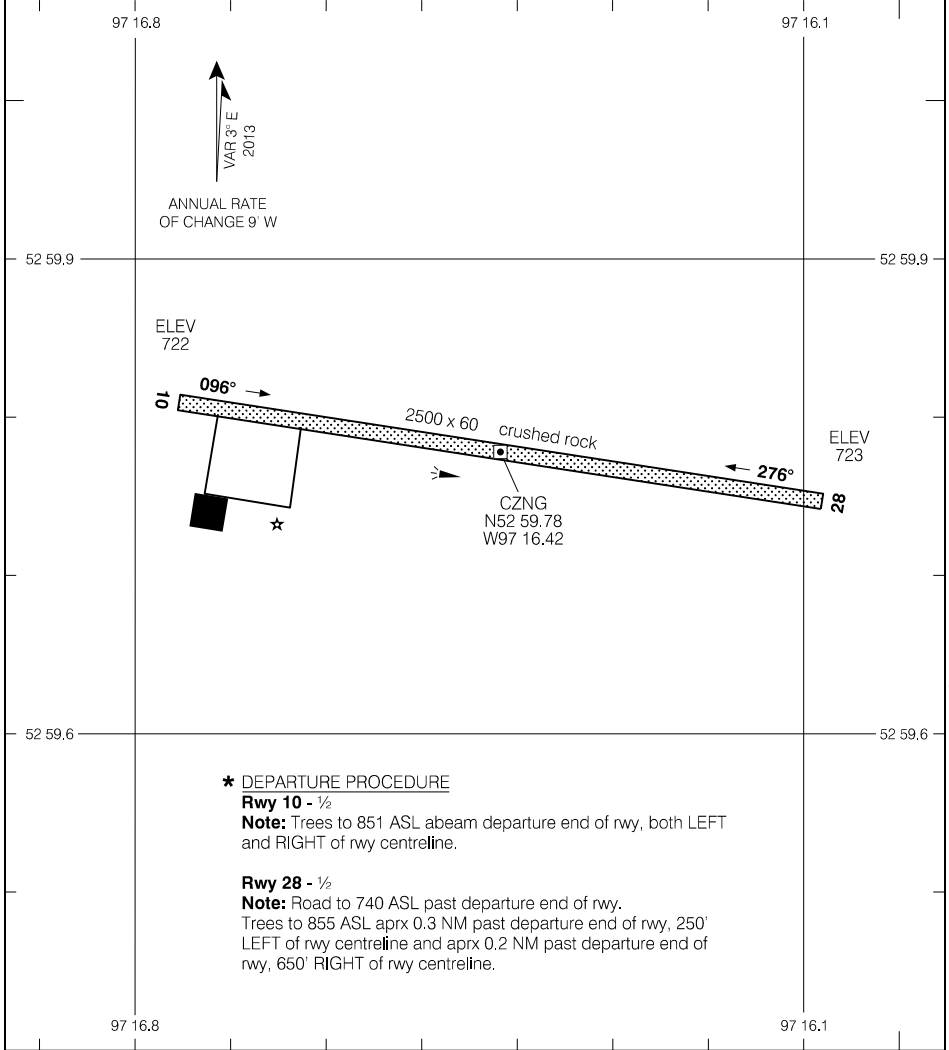 97 16.8
97 16.1
VAR 3° E
2013
ANNUAL RATE
OF CHANGE 9' W
52 59.9
52 59.9
ELEV
722
096°
10
2500 x 60
crushed rock
ELEV
723
276°
28
CZNG
N52 59.78
W97 16.42
52 59.6
52 59.6
* DEPARTURE PROCEDURE
Rwy 10 - ½
Note: Trees to 851 ASL abeam departure end of rwy, both LEFT
and RIGHT of rwy centreline.
Rwy 28 - ½
Note: Road to 740 ASL past departure end of rwy.
Trees to 855 ASL aprx 0.3 NM past departure end of rwy, 250'
LEFT of rwy centreline and aprx 0.2 NM past departure end of
rwy, 650' RIGHT of rwy centreline.
97 16.8
97 16.1